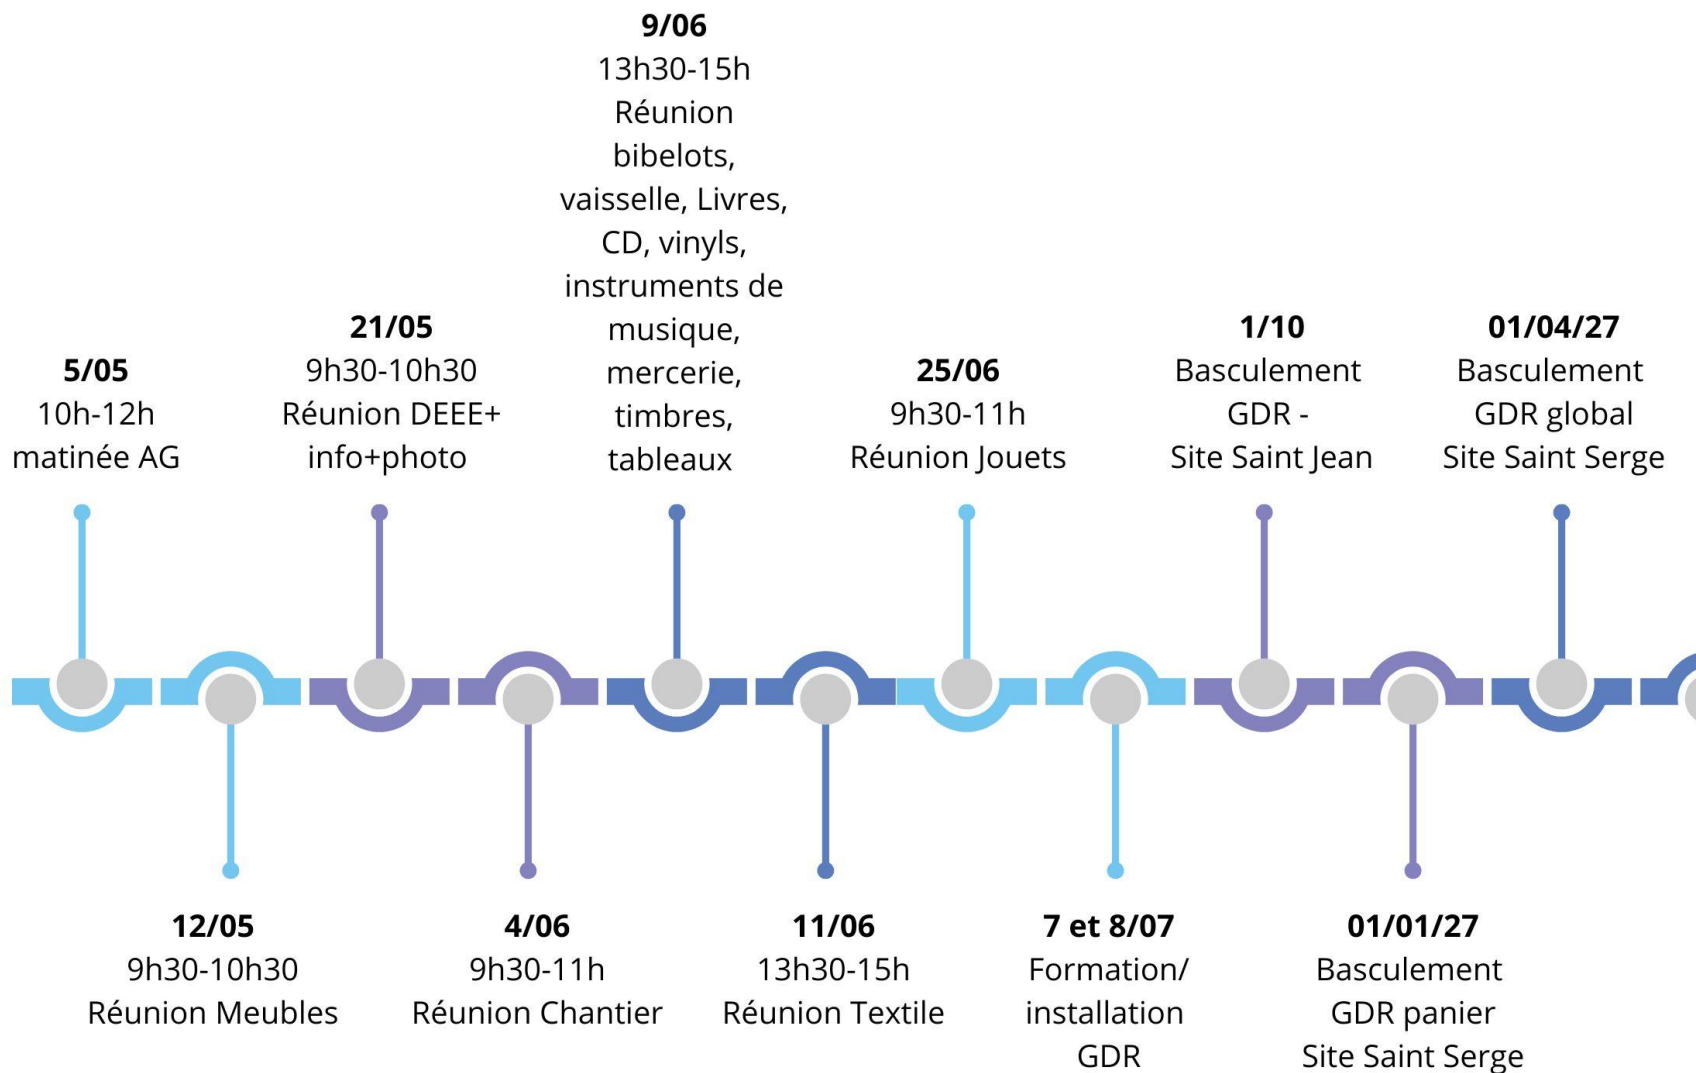 9/06
13h30-15h
Réunion
bibelots,
vaisselle, Livres,
CD, vinyls,
instruments de
musique,
mercerie,
timbres,
tableaux
5/05
10h-12h
matinée AG
21/05
9h30-10h30
Réunion DEEE+
info+photo
25/06
9h30-11h
Réunion Jouets
1/10
Basculement
GDR -
Site Saint Jean
01/04/27
Basculement
GDR global
Site Saint Serge
12/05
9h30-10h30
Réunion Meubles
4/06
9h30-11h
Réunion Chantier
11/06
13h30-15h
Réunion Textile
7 et 8/07
Formation/
installation
GDR
01/01/27
Basculement
GDR panier
Site Saint Serge